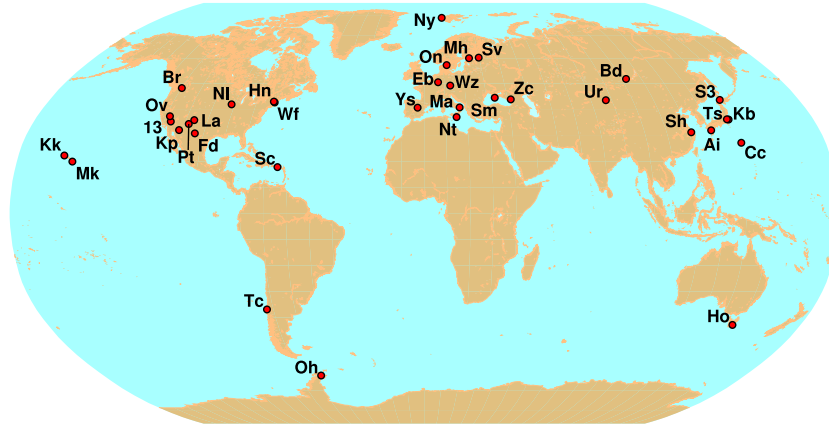 Ny
Mh Sv
On
Br
Bd
Eb
Wz
Nl
Hn
Zc
Ur
S3
Ov
Wf
Ys
Ma
Sm
Ts Kb
13
La
Nt
Sh
Kp
Fd
Ai
Kk
Pt
Sc
Cc
Mk
Tc
Ho
Oh